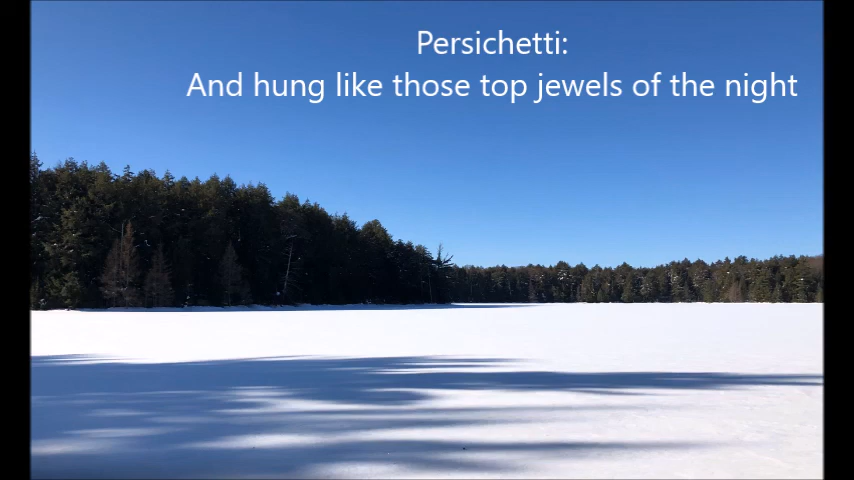 Persichetti:
And hung like those top jewels of the night